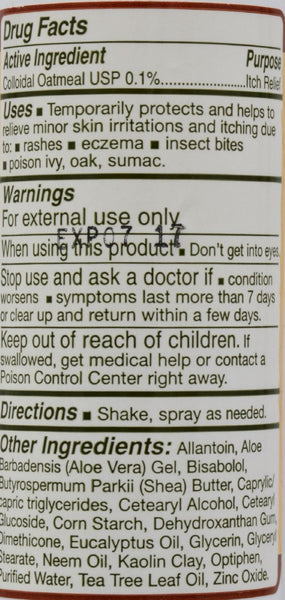 Drug Facts
Active Ingredient Purpose
Colloidal Oatmeal USP 0.1%......................Itch Relief
Uses ▪ Temporarily protects and helps to
relieve minor skin irritations and itching due
to: ▪ rashes ▪ eczema ▪ insect bites
▪ poison ivy, oak, sumac.
Warnings
For external use only
EXP07 17
When using this product ▪ Don't get into eyes.
Stop use and ask a doctor if ▪ condition
worsens ▪ symptoms last more than 7 days
or clear up and return within a few days.
Keep out of reach of children. If
swallowed, get medical help or contact a
Poison Control Center right away.
Directions ▪ Shake, spray as needed.
Other Ingredients: Allantoin, Aloe
Barbadensis (Aloe Vera) Gel, Bisabolol,
Butyrospermum Parkii (Shea) Butter, Caprylic/
capric triglycerides, Cetearyl Alcohol, Cetearyl
Glucoside, Corn Starch, Dehydroxanthan Gum,
Dimethicone, Eucalyptus Oil, Glycerin, Glyceryl
Stearate, Neem Oil, Kaolin Clay, Optiphen,
Purified Water, Tea Tree Leaf Oil, Zinc Oxide.